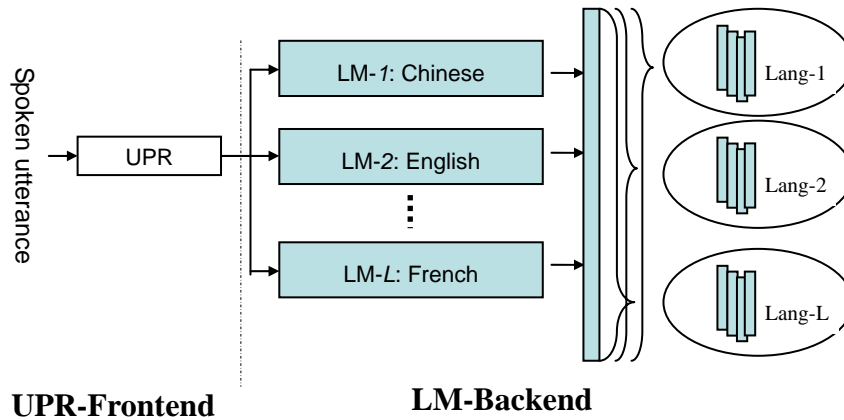 Spoken utterance
UPR
LM-1: Chinese
LM-2: English
LM-L: French
Lang-1
Lang-2
Lang-L
UPR-Frontend
LM-Backend